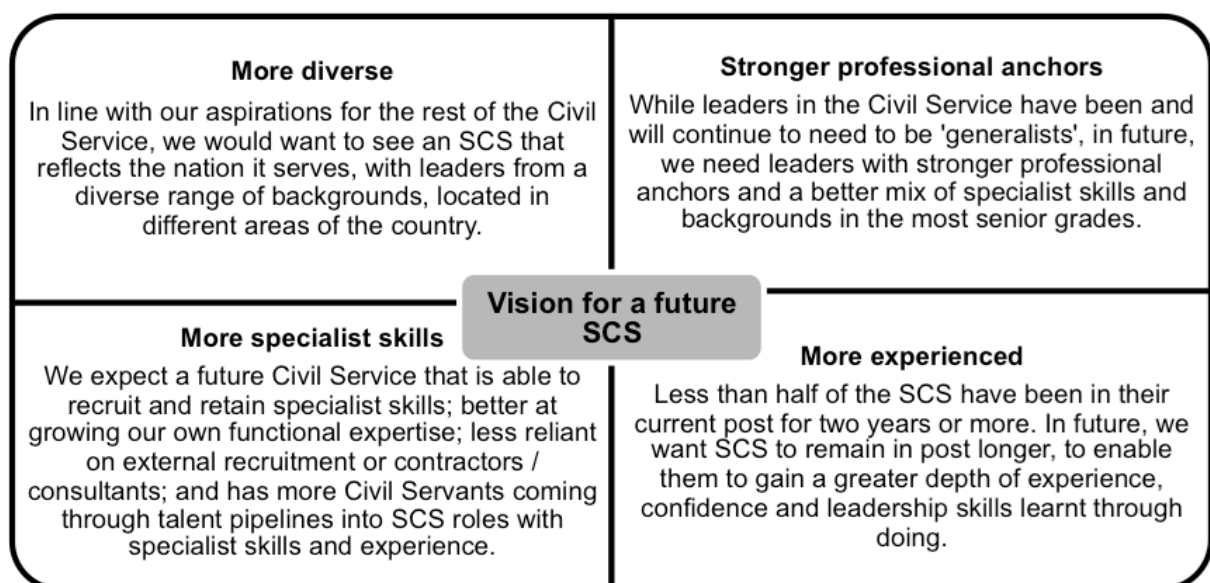 More diverse
In line with our aspirations for the rest of the Civil
Service, we would want to see an SCS that
reflects the nation it serves, with leaders from a
diverse range of backgrounds, located in
different areas of the country.
Stronger professional anchors
While leaders in the Civil Service have been and
will continue to need to be 'generalists', in future,
we need leaders with stronger professional
anchors and a better mix of specialist skills and
backgrounds in the most senior grades.
Vision for a future
SCS
More specialist skills
We expect a future Civil Service that is able to
recruit and retain specialist skills; better at
growing our own functional expertise; less reliant
on external recruitment or contractors /
consultants; and has more Civil Servants coming
through talent pipelines into SCS roles with
specialist skills and experience.
More experienced
Less than half of the SCS have been in their
current post for two years or more. In future, we
want SCS to remain in post longer, to enable
them to gain a greater depth of experience,
confidence and leadership skills learnt through
doing.